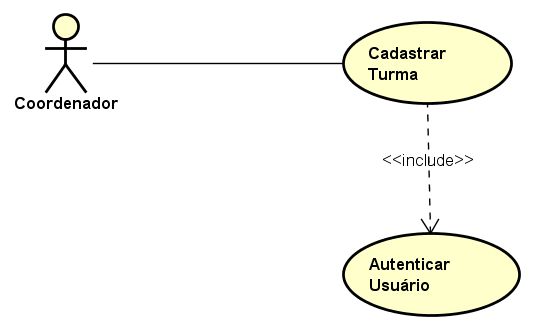 Cadastrar
Turma
Coordenador
<<include>>
Autenticar
Usuário